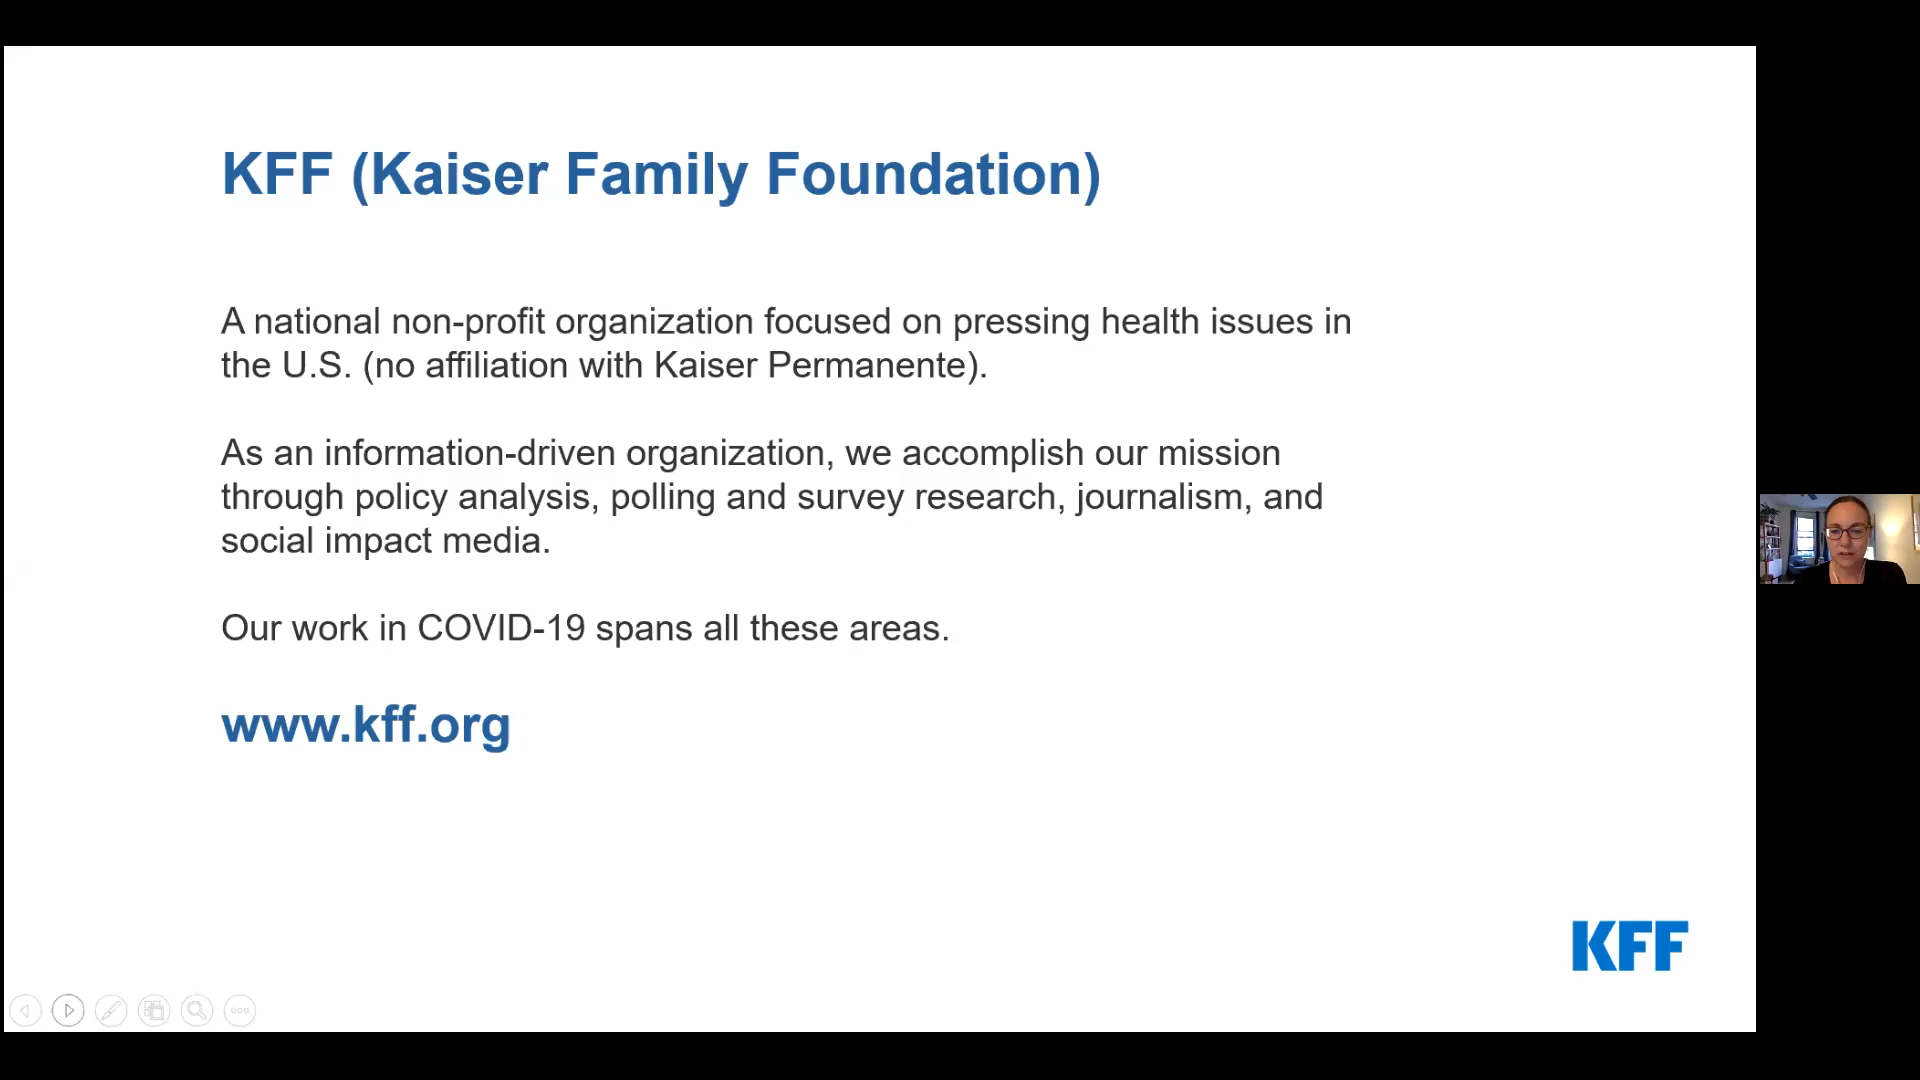 KFF (Kaiser Family Foundation)
A national non-profit organization focused on pressing health issues in
the U.S. (no affiliation with Kaiser Permanente).
As an information-driven organization, we accomplish our mission
through policy analysis, polling and survey research, journalism, and
social impact media.
Our work in COVID-19 spans all these areas.
www.kff.org
KFF